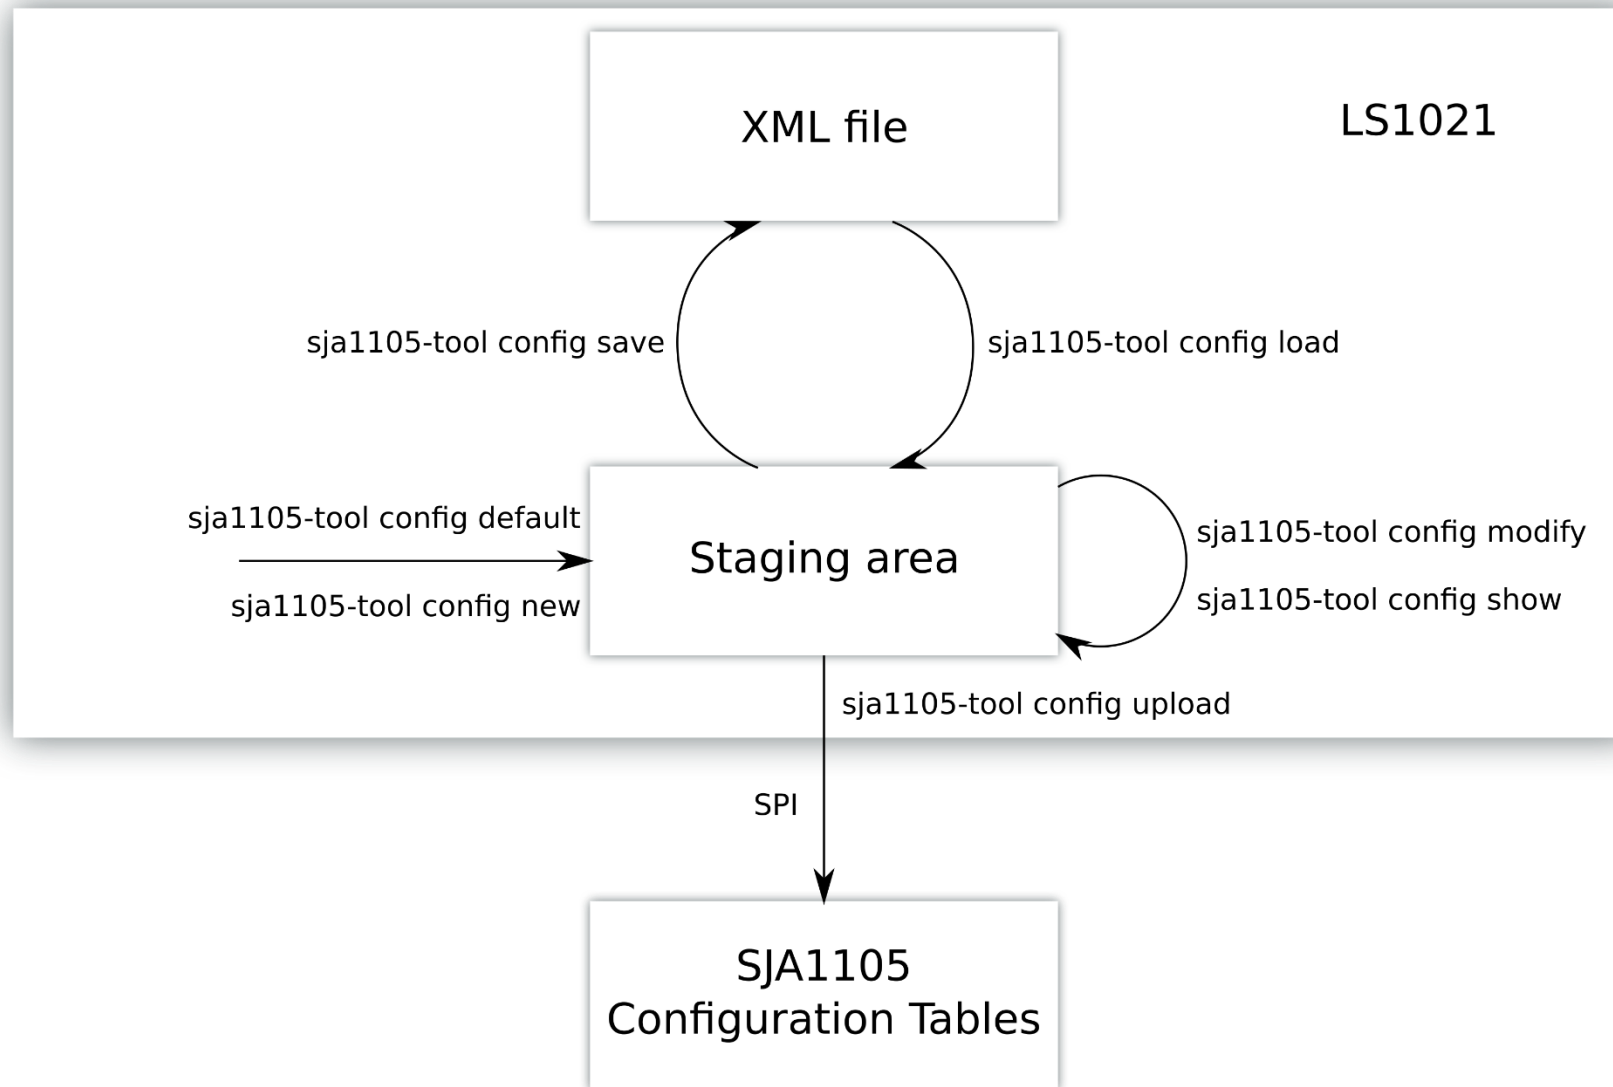 XML file
LS1021
sja1105-tool config save
sja1105-tool config load
sja1105-tool config default
sja1105-tool config new
Staging area
sja1105-tool config modify
sja1105-tool config show
sja1105-tool config upload
SPI
SJA1105
Configuration Tables